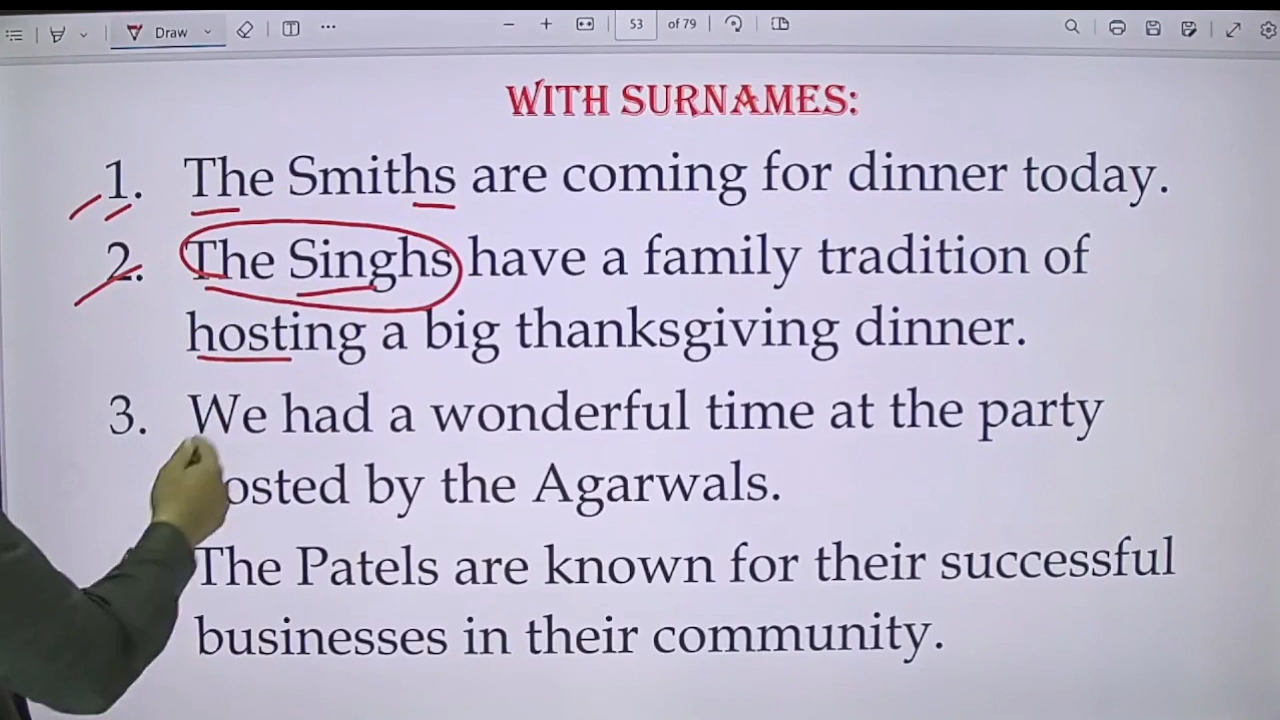 Draw
53 of 79
WITH SURNAMES:
1. The Smiths are coming for dinner today.
2. The Singhs have a family tradition of
hosting a big thanksgiving dinner.
3. We had a wonderful time at the party
osted by the Agarwals.
The Patels are known for their successful
businesses in their community.